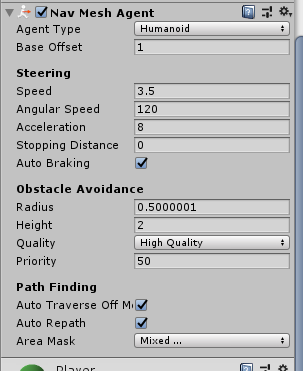 Nav Mesh Agent
Agent Type Humanoid
Base Offset 1
Steering
Speed 3.5
Angular Speed 120
Acceleration 8
Stopping Distance 0
Auto Braking
Obstacle Avoidance
Radius 0.5000001
Height 2
Quality High Quality
Priority 50
Path Finding
Auto Traverse Off M
Auto Repath
Area Mask Mixed ...
Player